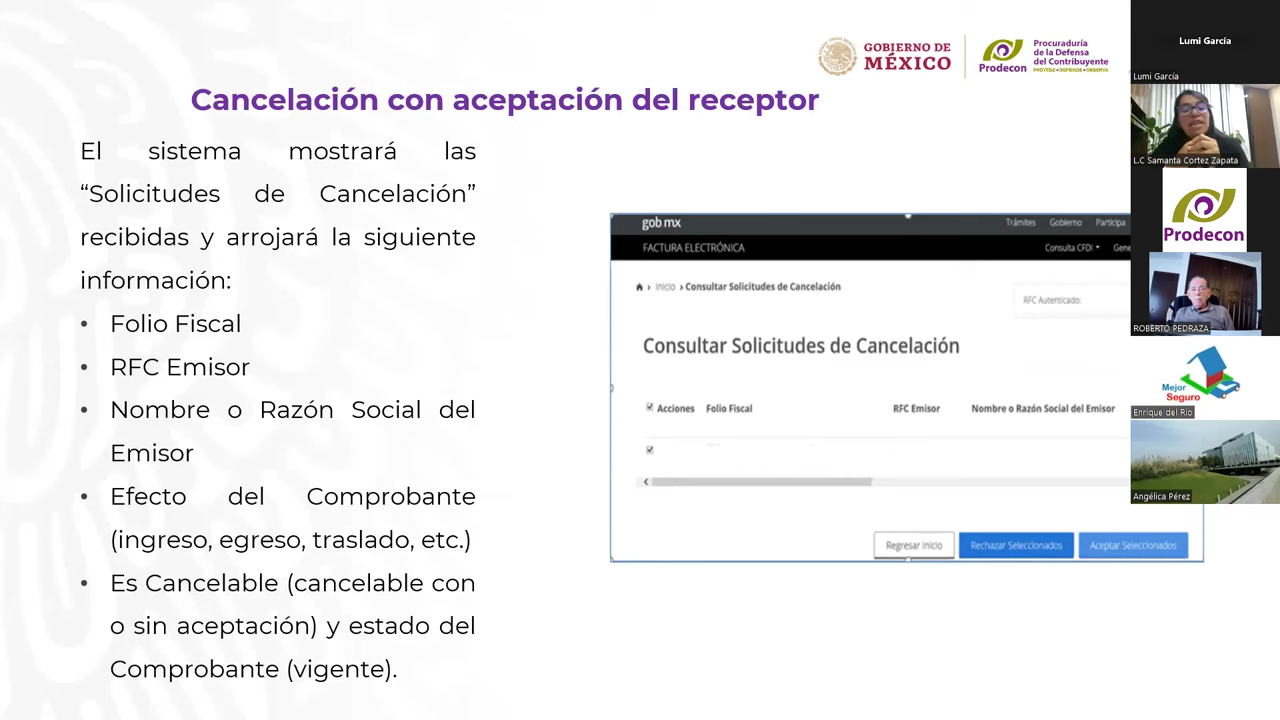 GOBIERNO DE
MÉXICO
Prodecon
Procuraduría
de la Defensa
del Contribuyente
PROTEGE • DEFIENDE • OBSERVA
Cancelación con aceptación del receptor
El sistema mostrará las
“Solicitudes de Cancelación”
recibidas y arrojará la siguiente
información:
• Folio Fiscal
• RFC Emisor
• Nombre o Razón Social del
Emisor
• Efecto del Comprobante
(ingreso, egreso, traslado, etc.)
• Es Cancelable (cancelable con
o sin aceptación) y estado del
Comprobante (vigente).
gob mx
Trámites Gobierno Participa
FACTURA ELECTRÓNICA
Consulta CFDI Gene
Inicio › Consultar Solicitudes de Cancelación
RFC Autenticado:
Consultar Solicitudes de Cancelación
Acciones Folio Fiscal RFC Emisor Nombre o Razón Social del Emisor
Regresar Inicio Rechazar Seleccionados Aceptar Seleccionados
Lumi García
Lumi García
L.C Samanta Cortez Zapata
Prodecon
ROBERTO PEDRAZA
Mejor
Seguro
Enrique del Río
Angélica Pérez